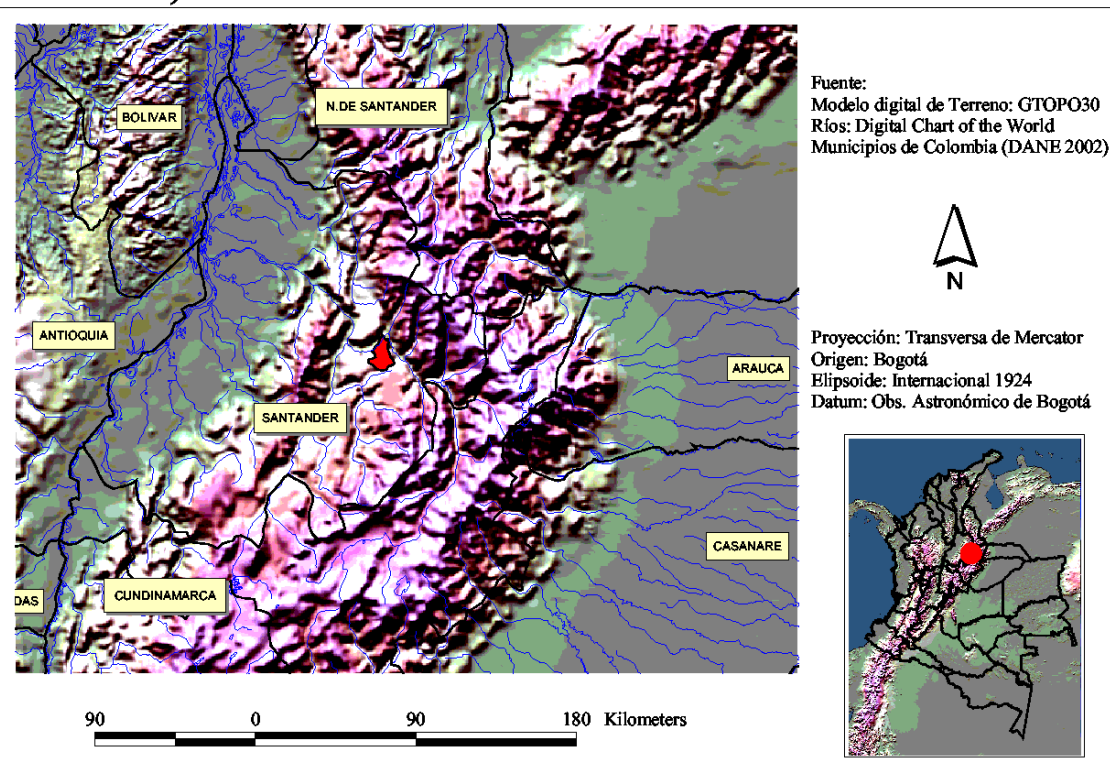 BOLIVAR
N.DE SANTANDER
ANTIOQUIA
ARAUCA
SANTANDER
CASANARE
DAS
CUNDINAMARCA
90 0 90 180 Kilometers
Fuente:
Modelo digital de Terreno: GTOPO30
Ríos: Digital Chart of the World
Municipios de Colombia (DANE 2002)
N
Proyección: Transversa de Mercator
Origen: Bogotá
Elipsoide: Internacional 1924
Datum: Obs. Astronómico de Bogotá